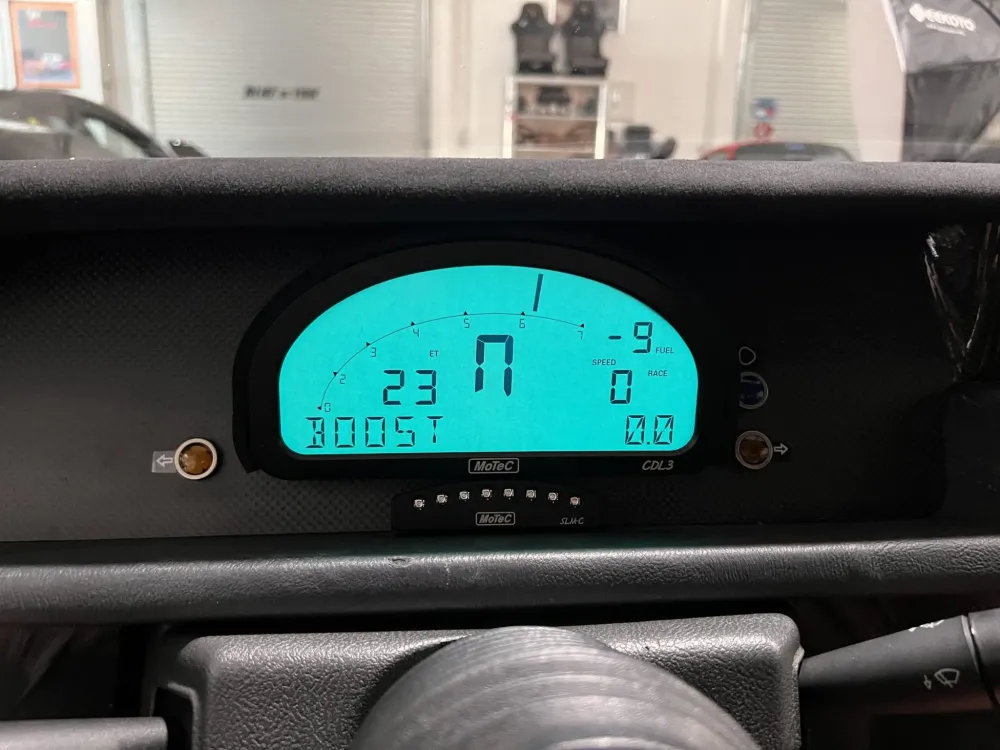 5 6 7
4
3
2
0
ET
23
n
-9 FUEL
SPEED
0 RACE
BOOST 0.0
MoTeC CDL3
MoTeC SLM-C